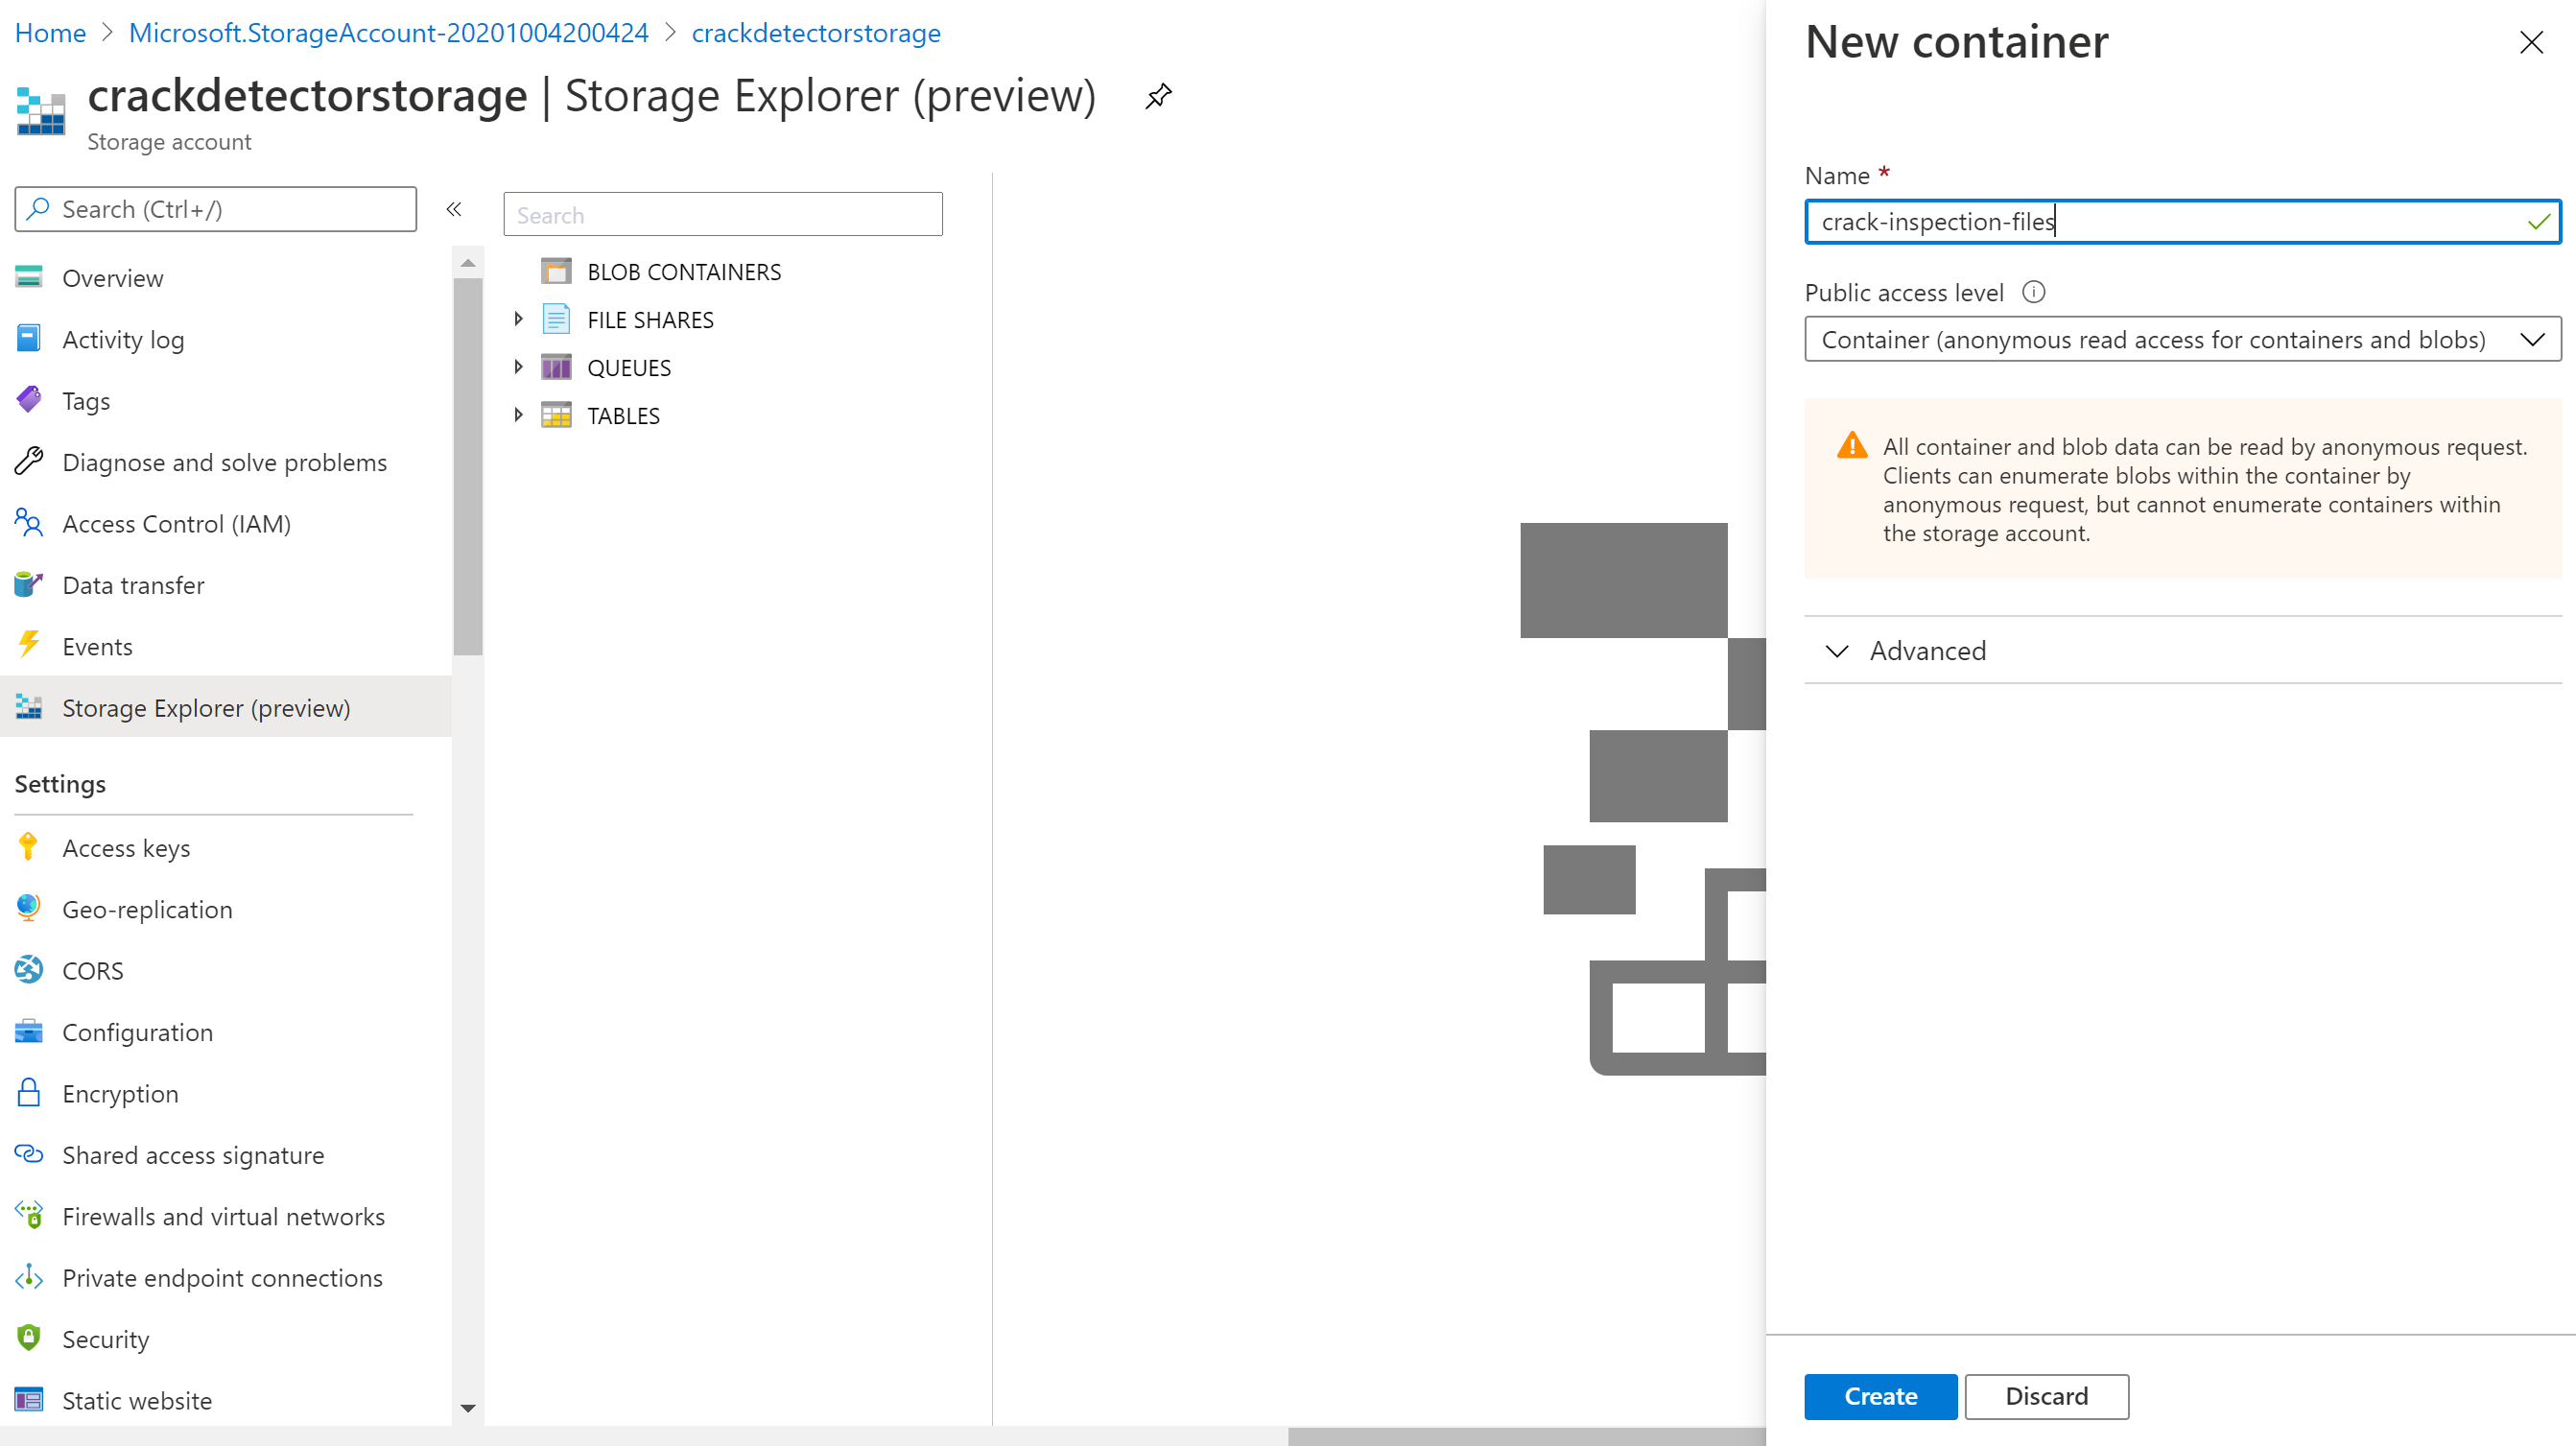 Home > Microsoft.StorageAccount-20201004200424 > crackdetectorstorage
crackdetectorstorage | Storage Explorer (preview)
Storage account
Search (Ctrl+/)
«
Overview
Activity log
Tags
Diagnose and solve problems
Access Control (IAM)
Data transfer
Events
Storage Explorer (preview)
Settings
Access keys
Geo-replication
CORS
Configuration
Encryption
Shared access signature
Firewalls and virtual networks
Private endpoint connections
Security
Static website
Search
BLOB CONTAINERS
FILE SHARES
QUEUES
TABLES
New container
Name *
crack-inspection-files
Public access level
Container (anonymous read access for containers and blobs)
All container and blob data can be read by anonymous request.
Clients can enumerate blobs within the container by
anonymous request, but cannot enumerate containers within
the storage account.
Advanced
Create
Discard